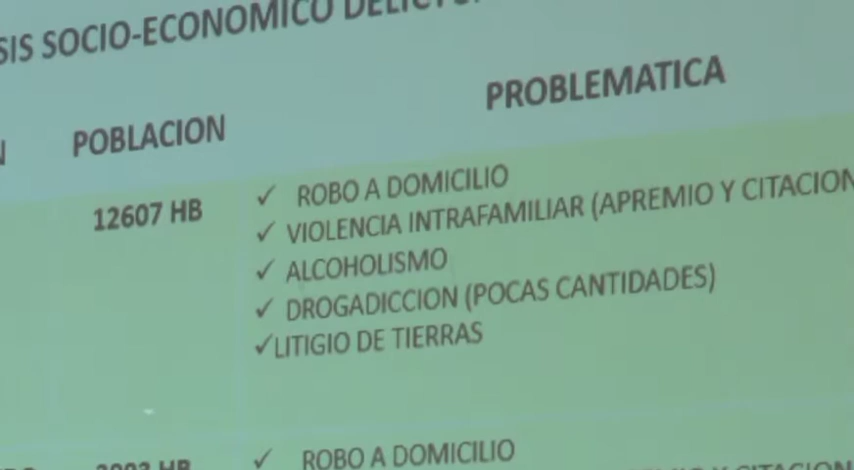 SIS SOCIO-ECONOMICO
POBLACION
PROBLEMATICA
12607 HB
✓ ROBO A DOMICILIO
✓ VIOLENCIA INTRAFAMILIAR (APREMIO Y CITACION
✓ ALCOHOLISMO
✓ DROGADICCION (POCAS CANTIDADES)
✓LITIGIO DE TIERRAS
HB
✓ ROBO A DOMICILIO